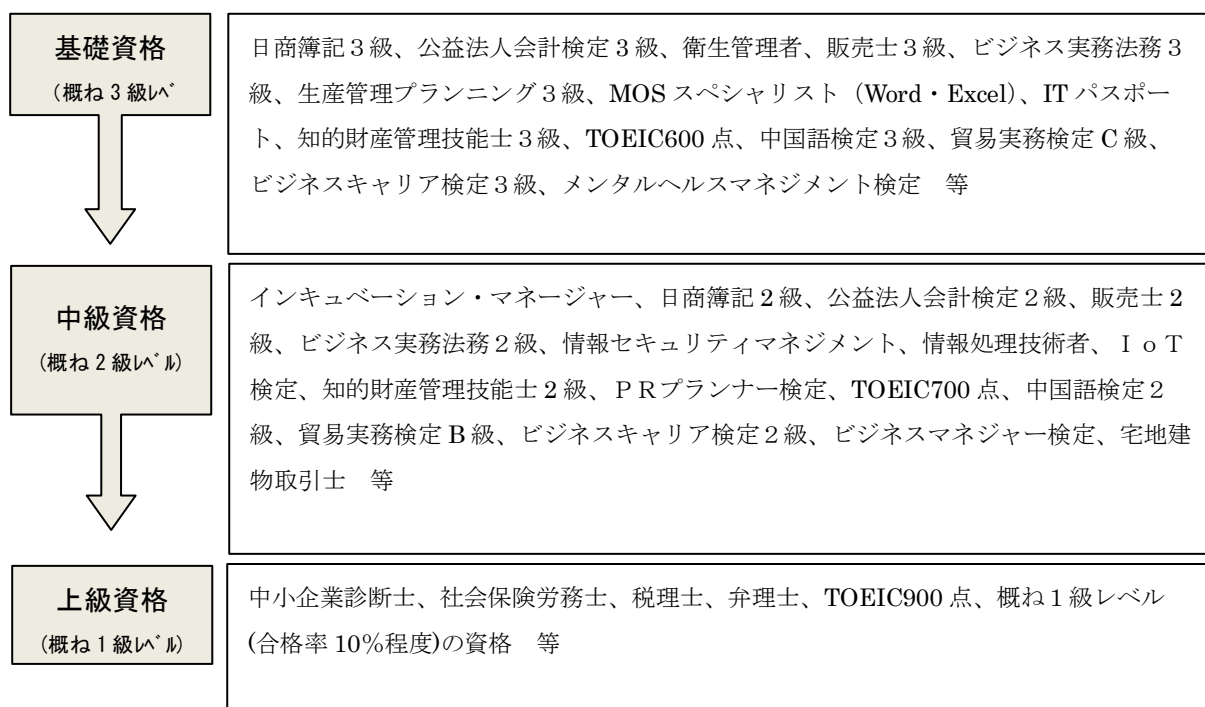 基礎資格
(概ね 3 級ﾚﾍﾞ
日商簿記３級、公益法人会計検定３級、衛生管理者、販売士３級、ビジネス実務法務３
級、生産管理プランニング３級、MOS スペシャリスト（Word・Excel)、IT パスポー
ト、知的財産管理技能士３級、TOEIC600 点、中国語検定３級、貿易実務検定 C 級、
ビジネスキャリア検定３級、メンタルヘルスマネジメント検定　等
中級資格
(概ね 2 級ﾚﾍﾞﾙ)
インキュベーション・マネージャー、日商簿記 2 級、公益法人会計検定２級、販売士 2
級、ビジネス実務法務２級、情報セキュリティマネジメント、情報処理技術者、ＩｏＴ
検定、知的財産管理技能士 2 級、ＰＲプランナー検定、TOEIC700 点、中国語検定２
級、貿易実務検定 B 級、ビジネスキャリア検定２級、ビジネスマネジャー検定、宅地建
物取引士　等
上級資格
(概ね 1 級ﾚﾍﾞﾙ)
中小企業診断士、社会保険労務士、税理士、弁理士、TOEIC900 点、概ね 1 級レベル
(合格率 10％程度)の資格　等